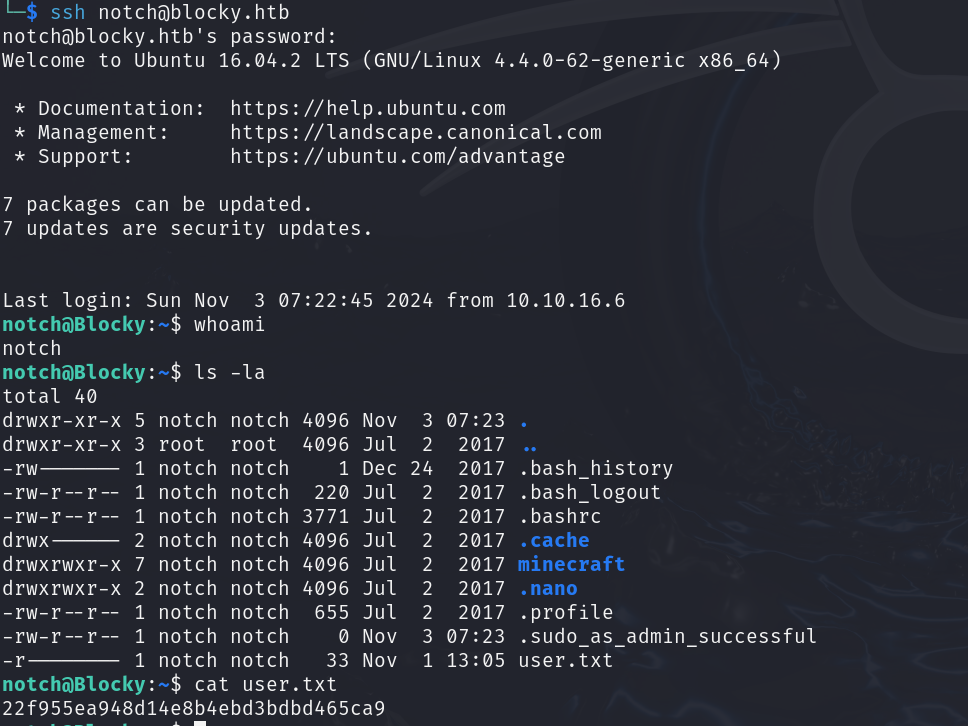 └─$ ssh notch@blocky.htb
notch@blocky.htb's password:
Welcome to Ubuntu 16.04.2 LTS (GNU/Linux 4.4.0-62-generic x86_64)
* Documentation:  https://help.ubuntu.com
* Management:     https://landscape.canonical.com
* Support:        https://ubuntu.com/advantage
7 packages can be updated.
7 updates are security updates.
Last login: Sun Nov  3 07:22:45 2024 from 10.10.16.6
notch@Blocky:~$ whoami
notch
notch@Blocky:~$ ls -la
total 40
drwxr-xr-x 5 notch notch 4096 Nov  3 07:23 .
drwxr-xr-x 3 root  root  4096 Jul  2  2017 ..
-rw------- 1 notch notch    1 Dec 24  2017 .bash_history
-rw-r--r-- 1 notch notch  220 Jul  2  2017 .bash_logout
-rw-r--r-- 1 notch notch 3771 Jul  2  2017 .bashrc
drwx------ 2 notch notch 4096 Jul  2  2017 .cache
drwxrwxr-x 7 notch notch 4096 Jul  2  2017 minecraft
drwxrwxr-x 2 notch notch 4096 Jul  2  2017 .nano
-rw-r--r-- 1 notch notch  655 Jul  2  2017 .profile
-rw-r--r-- 1 notch notch    0 Nov  3 07:23 .sudo_as_admin_successful
-r-------- 1 notch notch   33 Nov  1 13:05 user.txt
notch@Blocky:~$ cat user.txt
22f955ea948d14e8b4ebd3bdbd465ca9